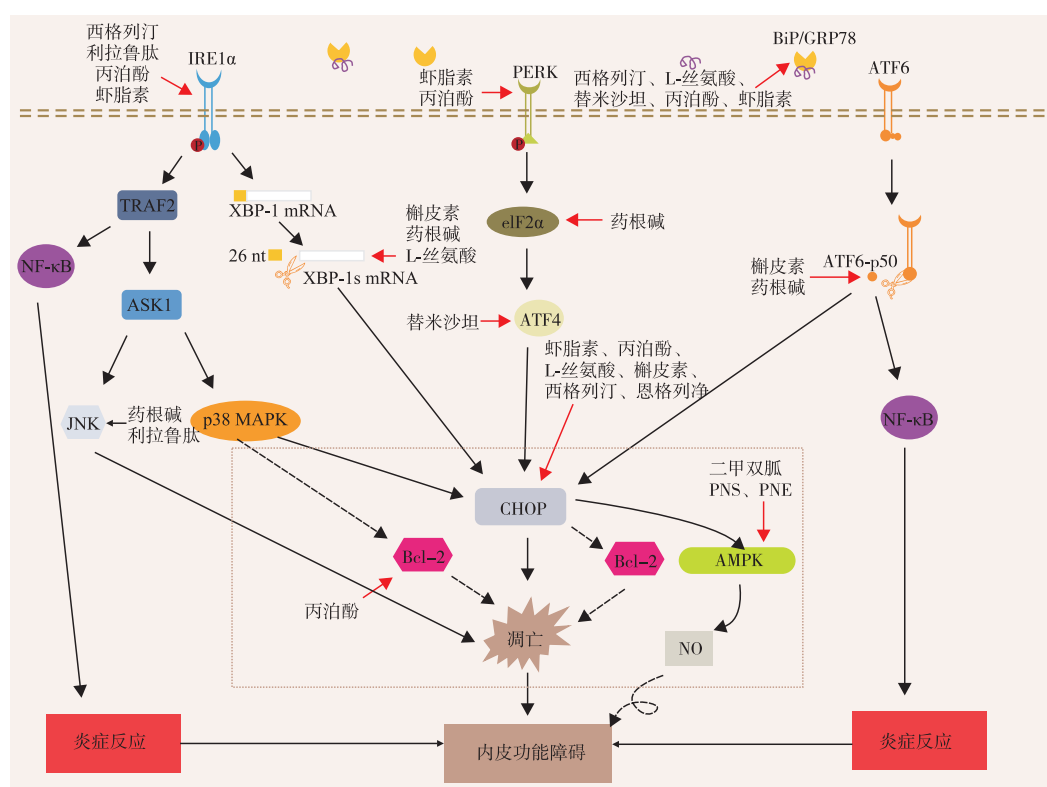 西格列汀
利拉鲁肽
丙泊酚
虾脂素
IRE1α
虾脂素
丙泊酚
PERK
西格列汀、L-丝氨酸、
替米沙坦、丙泊酚、虾脂素
BiP/GRP78
ATF6
P
P
TRAF2
XBP-1 mRNA
槲皮素
药根碱
L-丝氨酸
elF2α
药根碱
NF-κB
26 nt
XBP-1s mRNA
槲皮素
药根碱
ATF6-p50
ASK1
替米沙坦
ATF4
虾脂素、丙泊酚、
L-丝氨酸、槲皮素、
西格列汀、恩格列净
JNK
药根碱
利拉鲁肽
p38 MAPK
NF-κB
二甲双胍
PNS、PNE
CHOP
Bcl-2
Bcl-2
AMPK
丙泊酚
凋亡
NO
炎症反应
内皮功能障碍
炎症反应